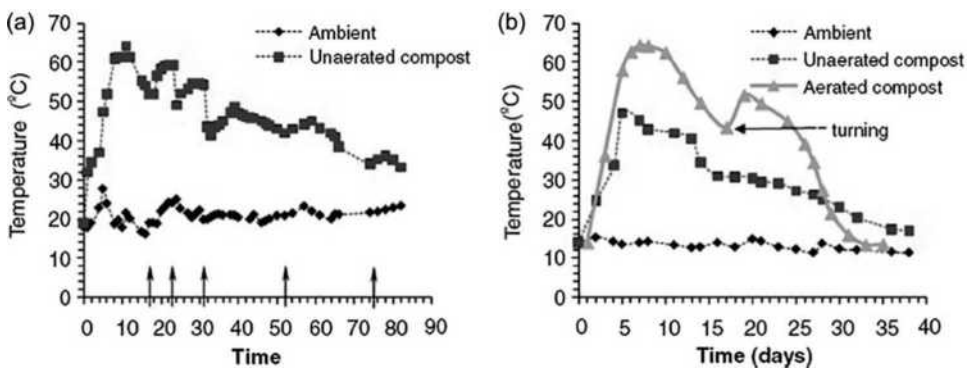 (a)
70
60
50
40
30
20
10
0
Temperature (°C)
Ambient
Unaerated compost
0 10 20 30 40 50 60 70 80 90
Time
(b)
70
60
50
40
30
20
10
0
Temperature(°C)
Ambient
Unaerated compost
Aerated compost
turning
0 5 10 15 20 25 30 35 40
Time (days)